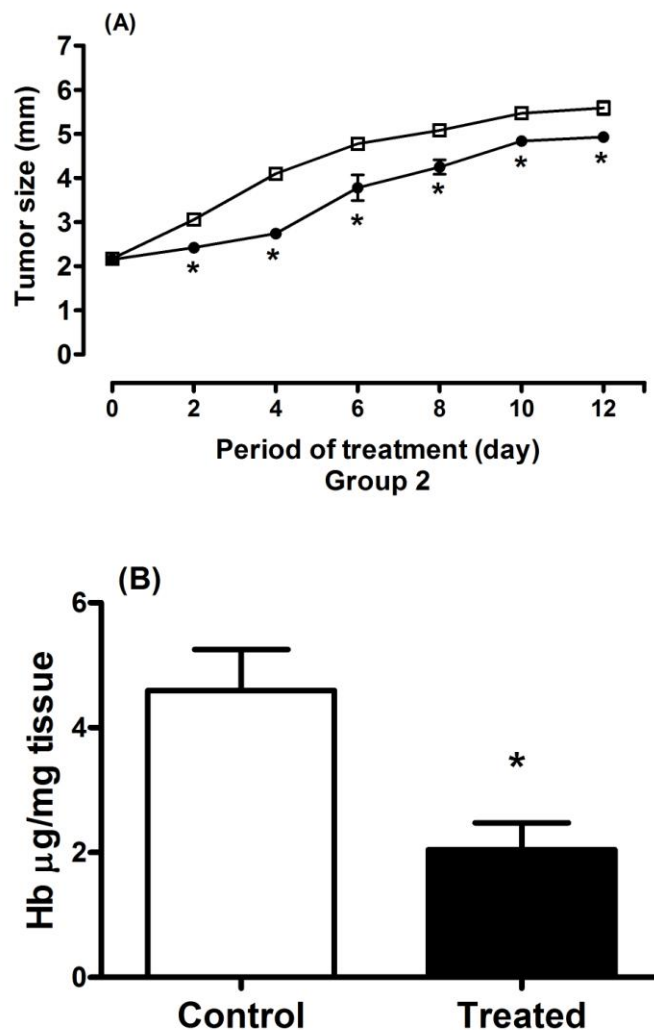 (A)
7
6
5
4
3
2
1
0
Tumor size (mm)
* * * * * *
0 2 4 6 8 10 12
Period of treatment (day)
Group 2
(B)
6
4
2
0
Hb μg/mg tissue
*
Control Treated